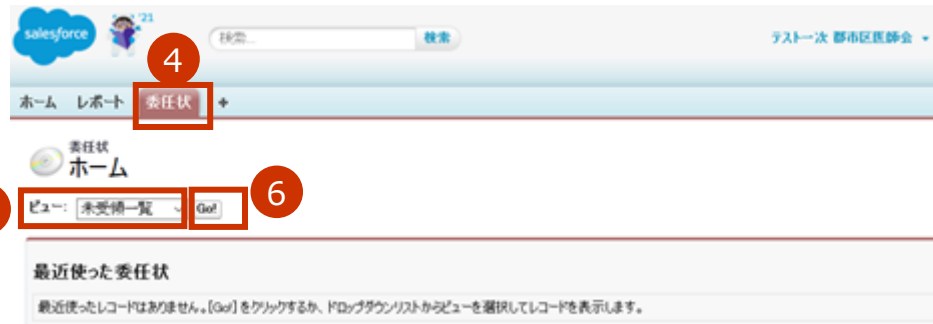 salesforce
'21
検索...
検索
テスト一次 郡市区医師会
4
ホーム レポート 委任状 +
委任状
ホーム
ビュー: 未受領一覧 Go!
6
最近使った委任状
最近使ったレコードはありません。[Go!] をクリックするか、ドロップダウンリストからビューを選択してレコードを表示します。